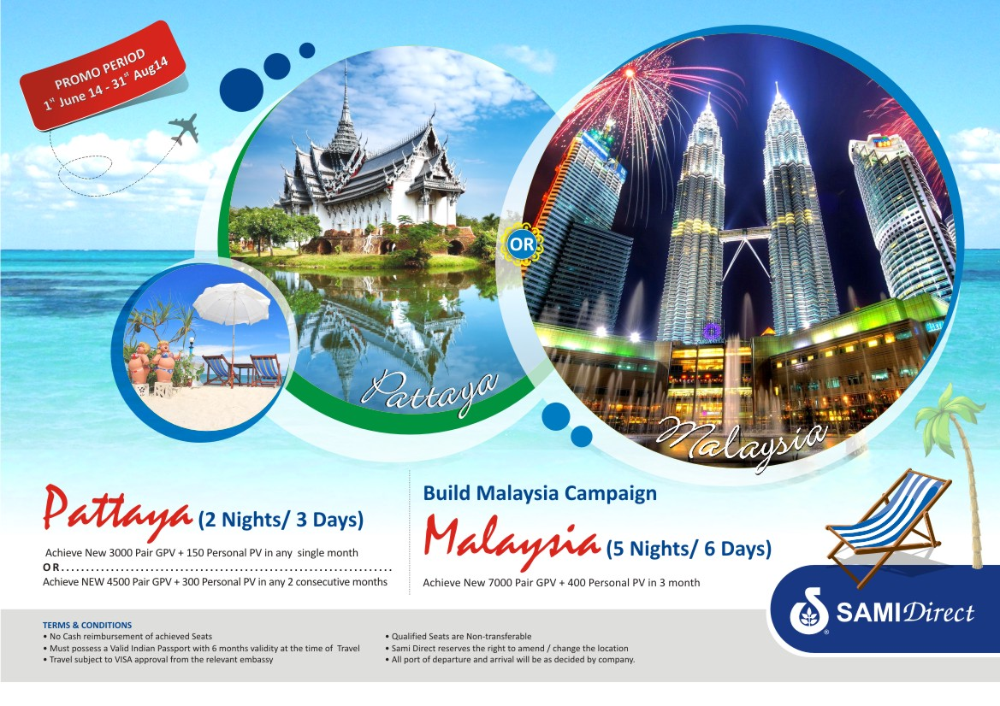 PROMO PERIOD
1st June 14 - 31st Aug14
OR
Pattaya
Malaysia
Pattaya (2 Nights/ 3 Days)
Achieve New 3000 Pair GPV + 150 Personal PV in any single month
OR..........................................................
Achieve NEW 4500 Pair GPV + 300 Personal PV in any 2 consecutive months
Build Malaysia Campaign
Malaysia (5 Nights/ 6 Days)
Achieve New 7000 Pair GPV + 400 Personal PV in 3 month
SAMIDirect
®
TERMS & CONDITIONS
• No Cash reimbursement of achieved Seats
• Must possess a Valid Indian Passport with 6 months validity at the time of Travel
• Travel subject to VISA approval from the relevant embassy
• Qualified Seats are Non-transferable
• Sami Direct reserves the right to amend / change the location
• All port of departure and arrival will be as decided by company.